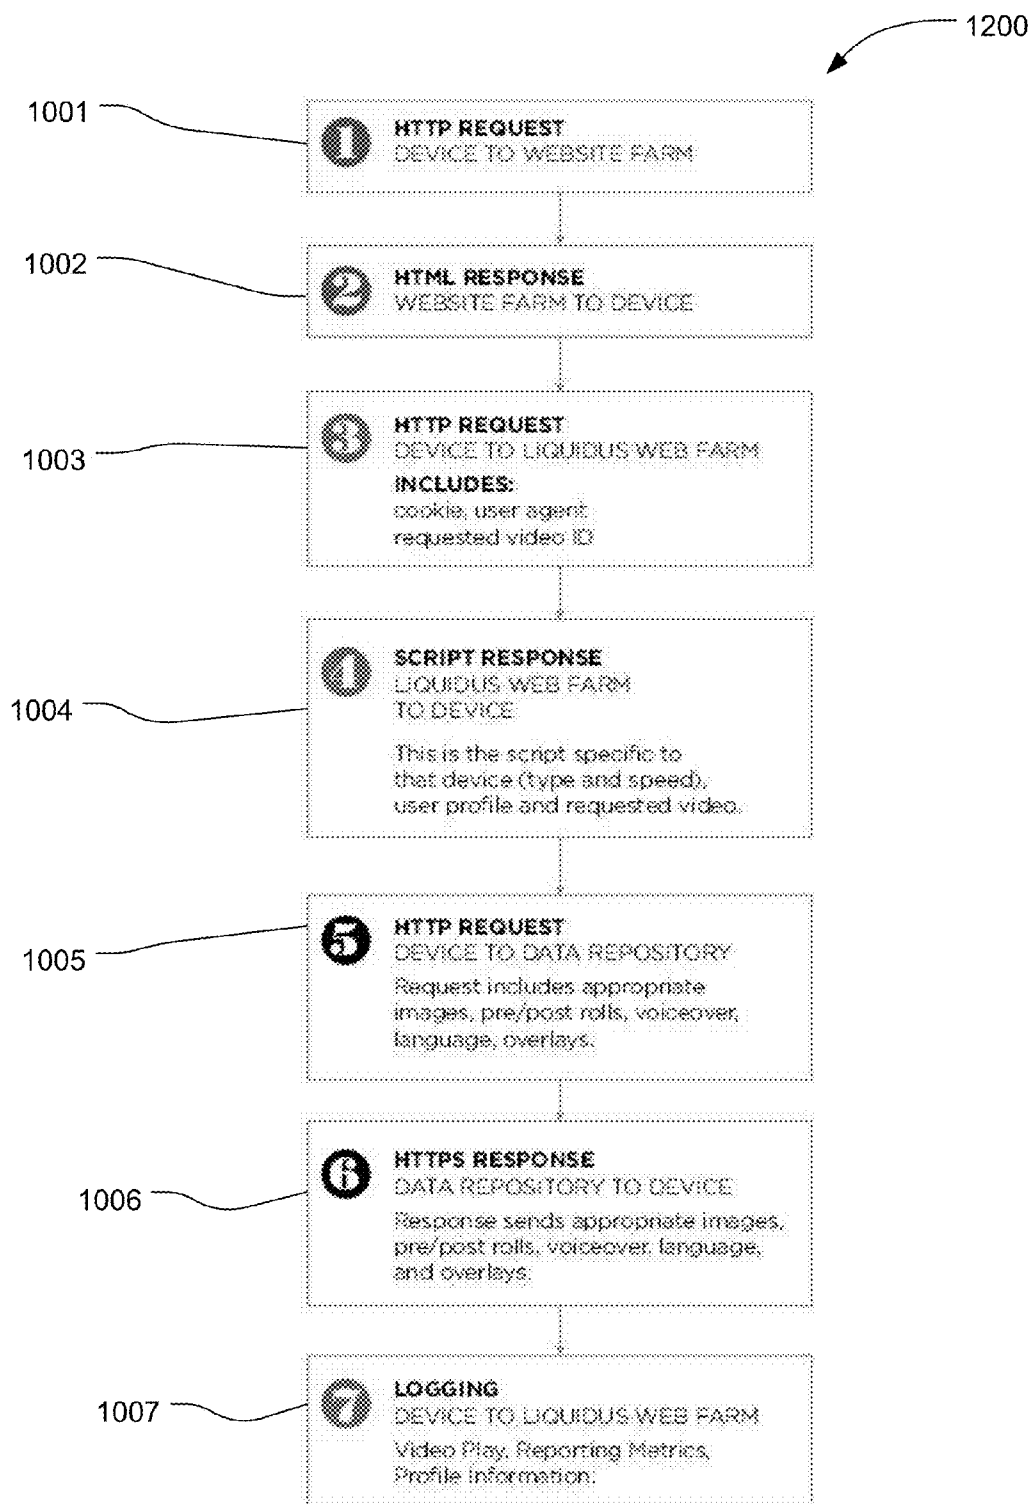 1200
1001
1
HTTP REQUEST
DEVICE TO WEBSITE FARM
1002
2
HTML RESPONSE
WEBSITE FARM TO DEVICE
1003
3
HTTP REQUEST
DEVICE TO LIQUIDUS WEB FARM
INCLUDES:
cookie, user agent
requested video ID
1004
4
SCRIPT RESPONSE
LIQUIDUS WEB FARM
TO DEVICE
This is the script specific to
that device (type and speed),
user profile and requested video.
1005
5
HTTP REQUEST
DEVICE TO DATA REPOSITORY
Request includes appropriate
images, pre/post rolls, voiceover,
language, overlays.
1006
6
HTTPS RESPONSE
DATA REPOSITORY TO DEVICE
Response sends appropriate images,
pre/post rolls, voiceover, language,
and overlays.
1007
7
LOGGING
DEVICE TO LIQUIDUS WEB FARM
Video Play, Reporting Metrics,
Profile information.